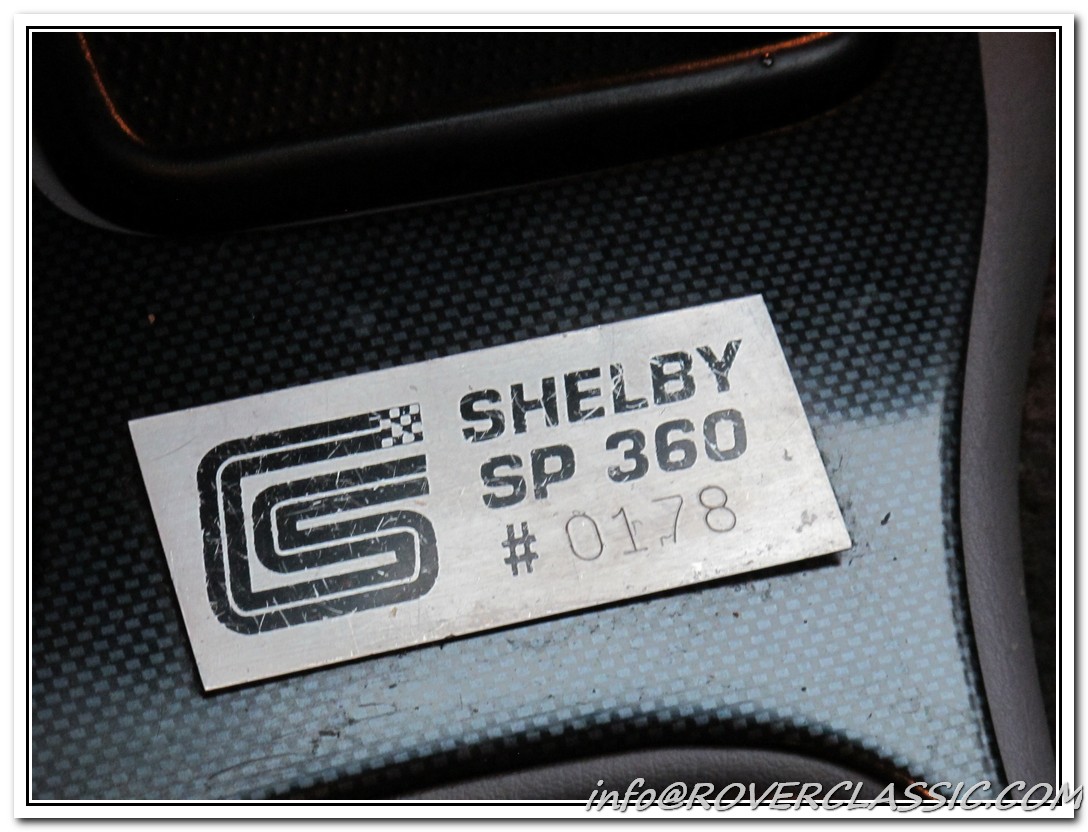 SHELBY
SP 360
# 0178
info@ROVERCLASSIC.COM